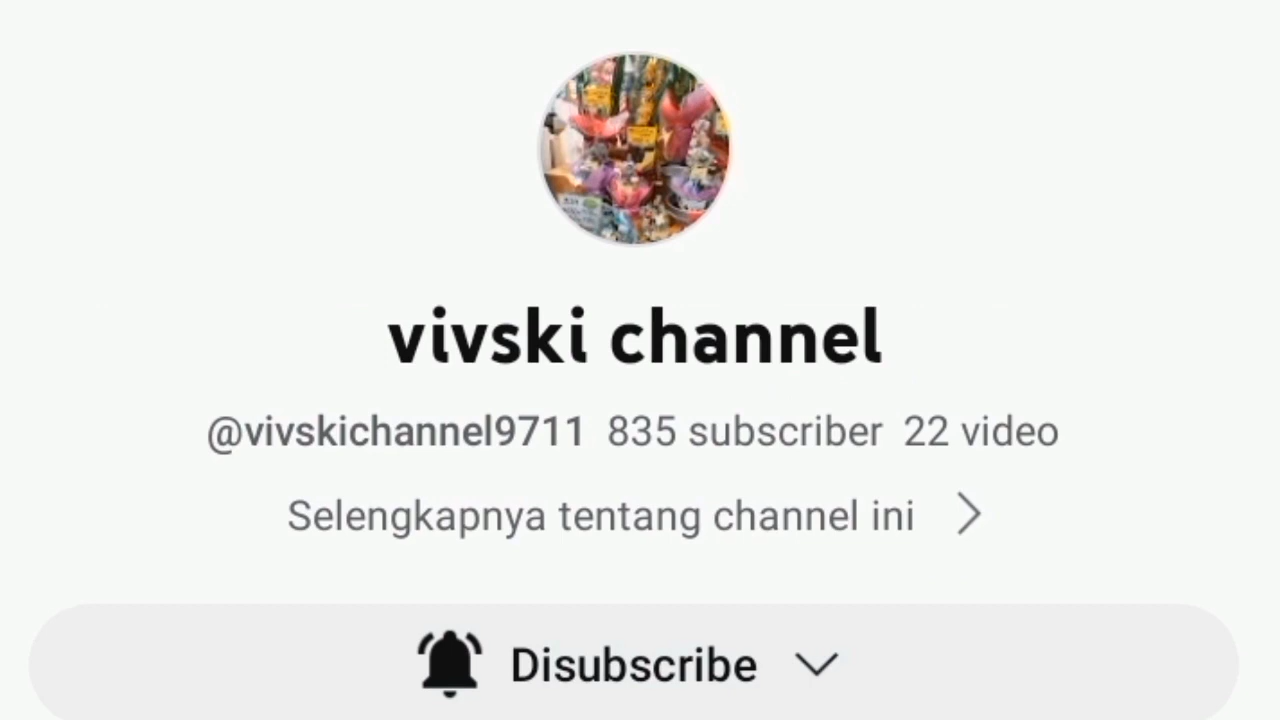 vivski channel
@vivskichannel9711 835 subscriber 22 video
Selengkapnya tentang channel ini
Disubscribe